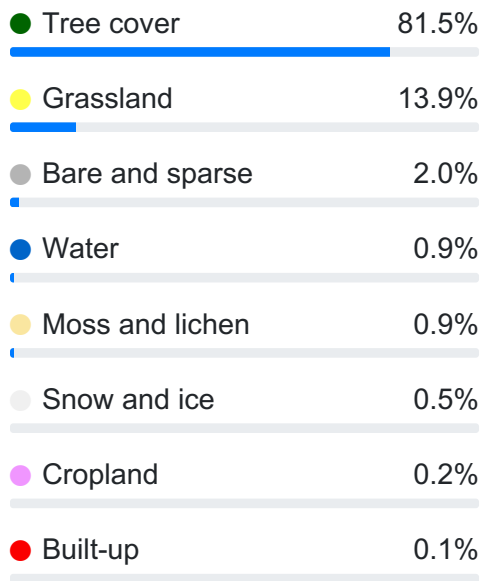 Tree cover 81.5%
Grassland 13.9%
Bare and sparse 2.0%
Water 0.9%
Moss and lichen 0.9%
Snow and ice 0.5%
Cropland 0.2%
Built-up 0.1%